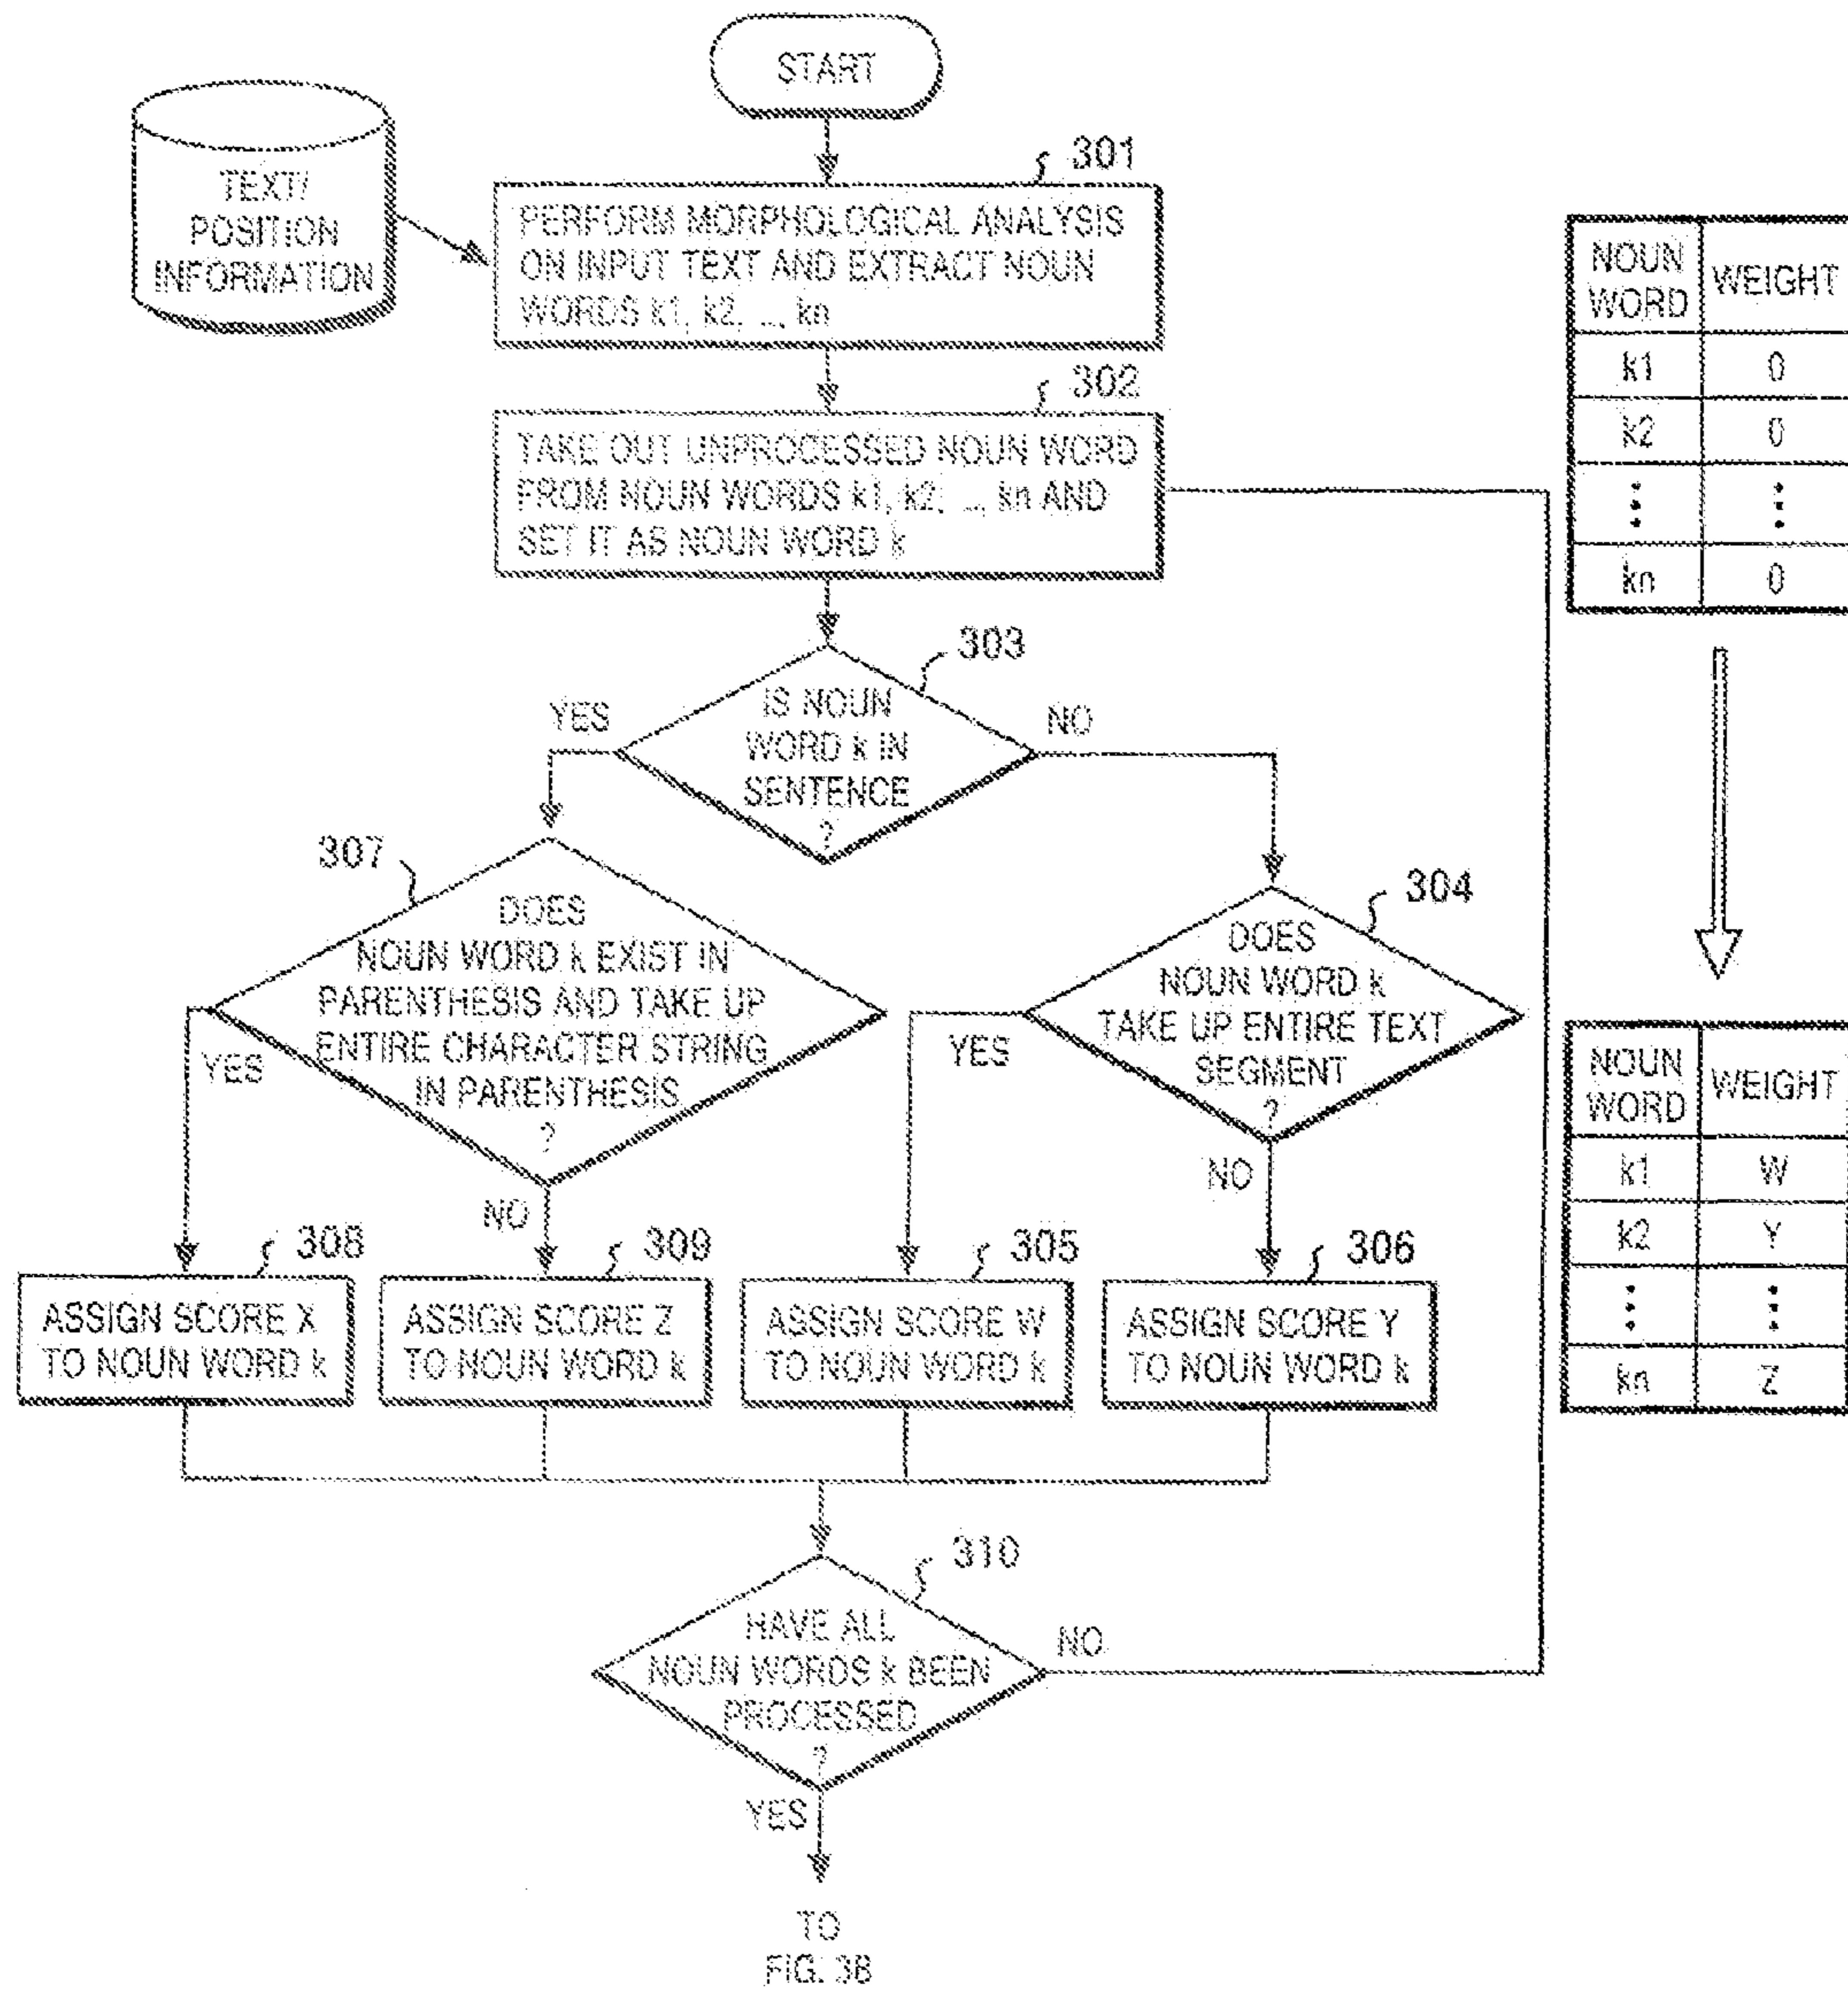 START
TEXT/
POSITION
INFORMATION
301
PERFORM MORPHOLOGICAL ANALYSIS
ON INPUT TEXT AND EXTRACT NOUN
WORDS k1, k2, ..., kn
302
TAKE OUT UNPROCESSED NOUN WORD
FROM NOUN WORDS k1, k2, ..., kn AND
SET IT AS NOUN WORD k
303
IS NOUN
WORD k IN
SENTENCE
?
YES
NO
307
DOES
NOUN WORD k EXIST IN
PARENTHESIS AND TAKE UP
ENTIRE CHARACTER STRING
IN PARENTHESIS
?
YES
NO
304
DOES
NOUN WORD k
TAKE UP ENTIRE TEXT
SEGMENT
?
YES
NO
308
ASSIGN SCORE X
TO NOUN WORD k
309
ASSIGN SCORE Z
TO NOUN WORD k
305
ASSIGN SCORE W
TO NOUN WORD k
306
ASSIGN SCORE Y
TO NOUN WORD k
310
HAVE ALL
NOUN WORDS k BEEN
PROCESSED
?
NO
YES
TO
FIG. 3B
NOUN WORD WEIGHT
k1 0
k2 0
⋮ ⋮
kn 0
NOUN WORD WEIGHT
k1 W
k2 Y
⋮ ⋮
kn Z